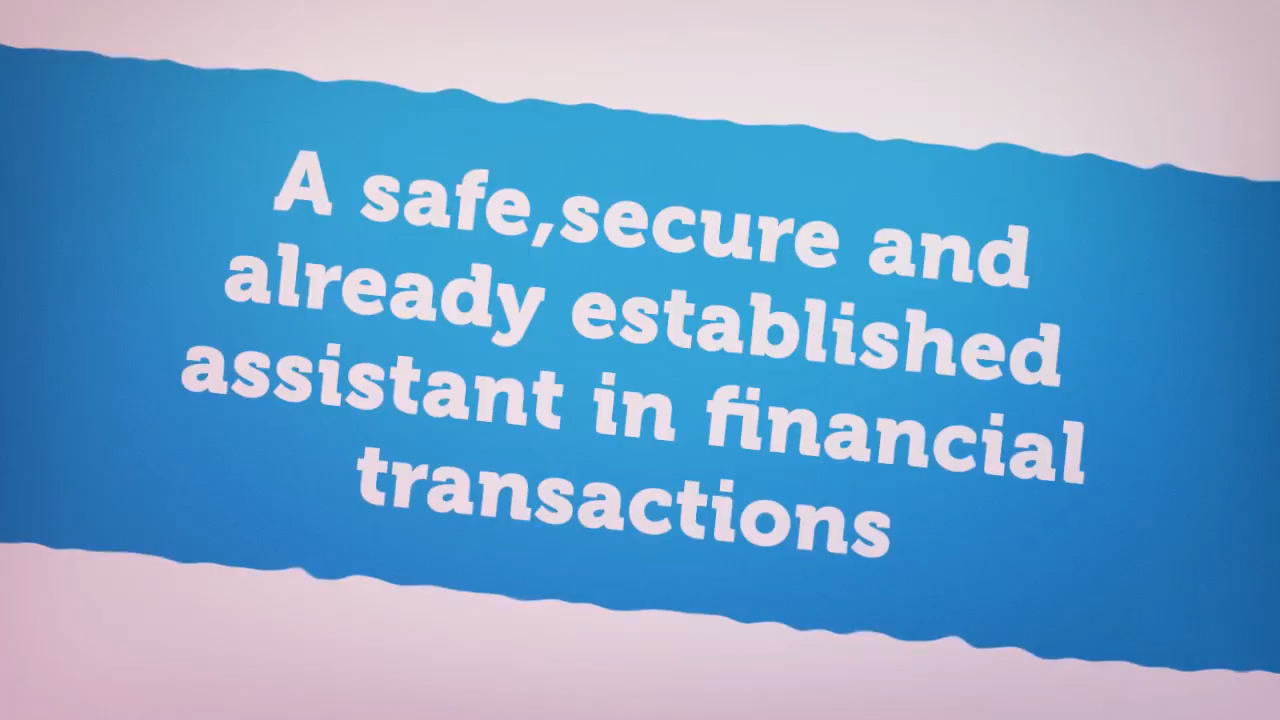 A safe,secure and
already established
assistant in financial
transactions